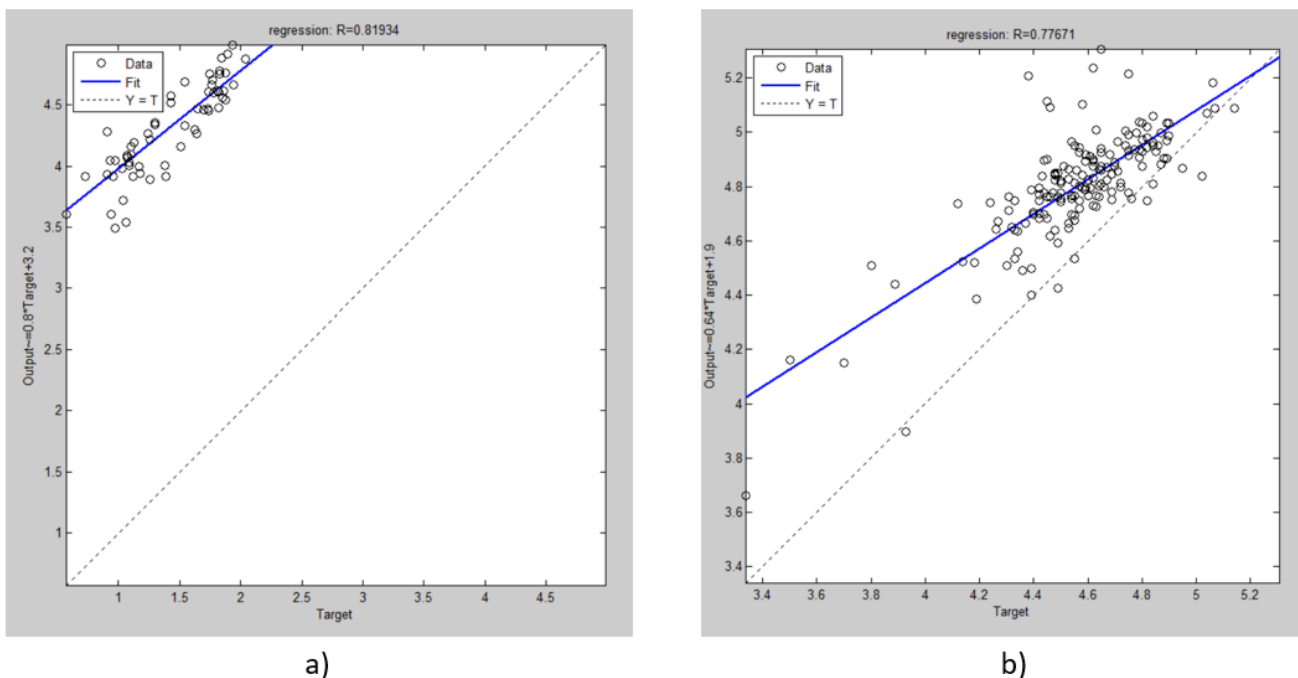 regression: R=0.81934
Data
Fit
Y = T
4.5
4
3.5
3
2.5
2
1.5
1
Output~=0.8*Target+3.2
1 1.5 2 2.5 3 3.5 4 4.5
Target
a)
regression: R=0.77671
Data
Fit
Y = T
5.2
5
4.8
4.6
4.4
4.2
4
3.8
3.6
3.4
Output~=0.64*Target+1.9
3.4 3.6 3.8 4 4.2 4.4 4.6 4.8 5 5.2
Target
b)